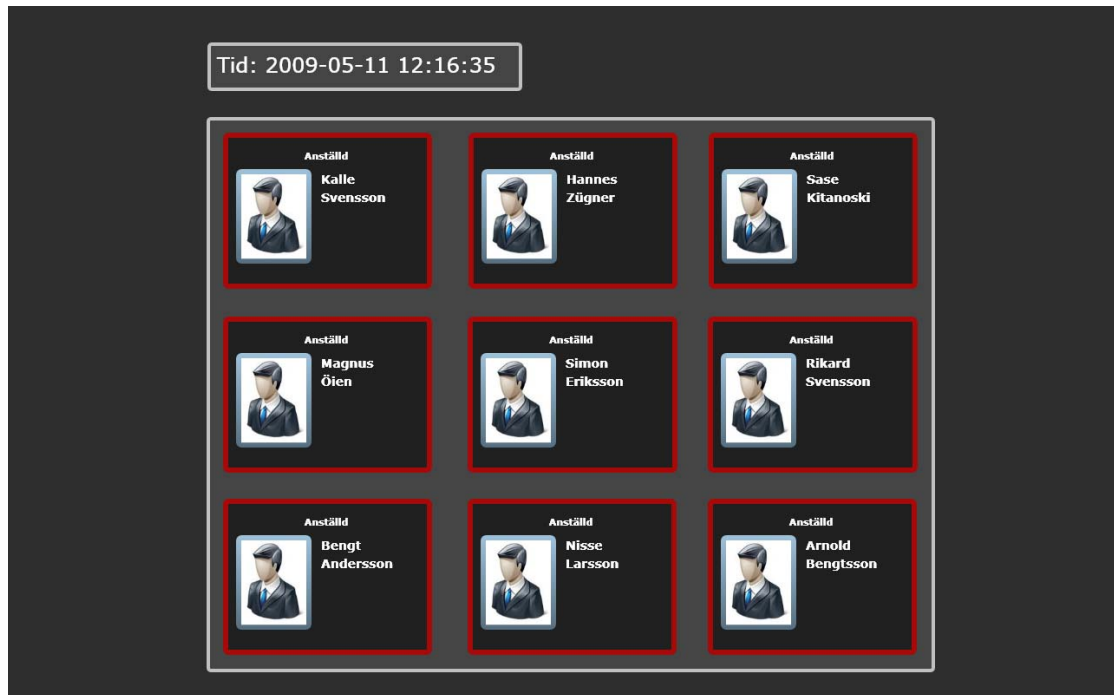 Tid: 2009-05-11 12:16:35
Anställd
Kalle
Svensson
Anställd
Hannes
Zügner
Anställd
Sase
Kitanoski
Anställd
Magnus
Öien
Anställd
Simon
Eriksson
Anställd
Rikard
Svensson
Anställd
Bengt
Andersson
Anställd
Nisse
Larsson
Anställd
Arnold
Bengtsson